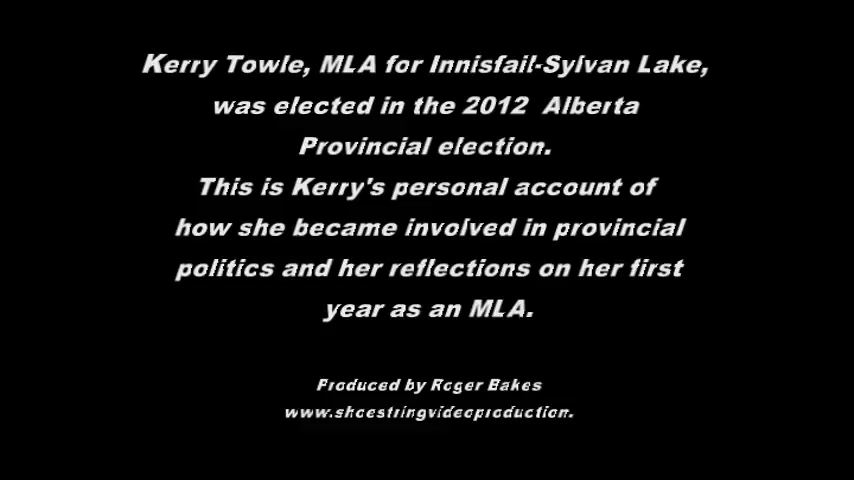 Kerry Towle, MLA for Innisfail-Sylvan Lake,
was elected in the 2012 Alberta
Provincial election.
This is Kerry's personal account of
how she became involved in provincial
politics and her reflections on her first
year as an MLA.
Produced by Roger Bakes
www.shoestringvideoproduction.